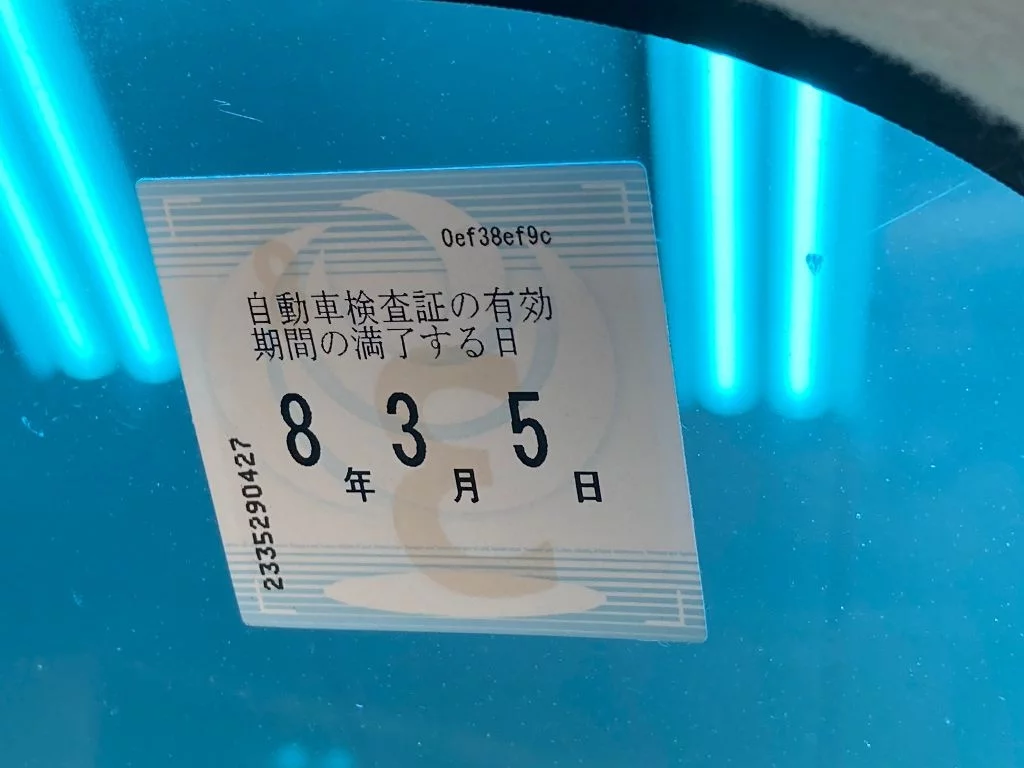 0ef38ef9c
自動車検査証の有効
期間の満了する日
8年3月5日
2335290427